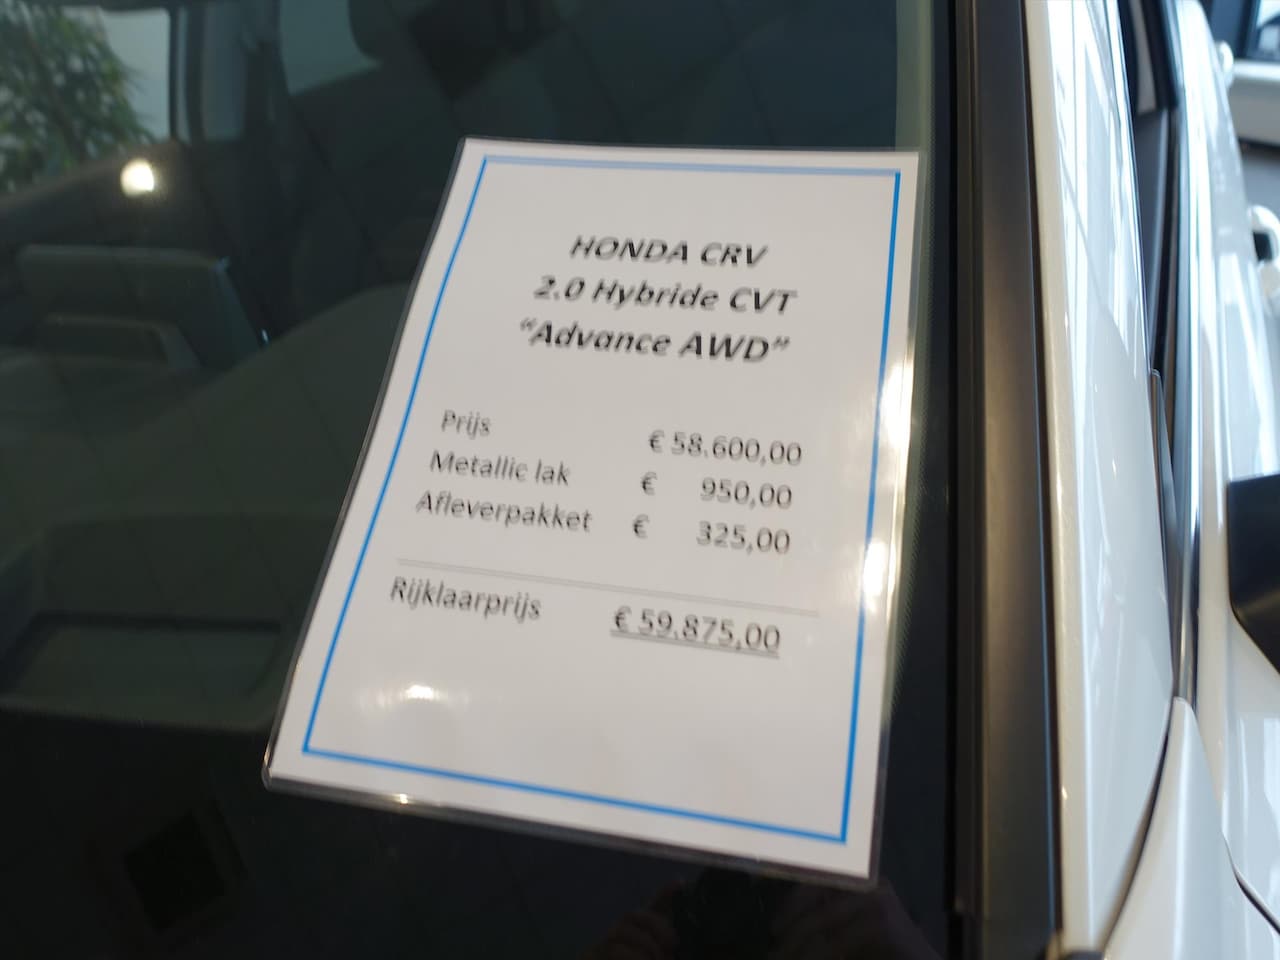 HONDA CRV
2.0 Hybride CVT
“Advance AWD”
Prijs € 58.600,00
Metallic lak € 950,00
Afleverpakket € 325,00
Rijklaarprijs € 59.875,00